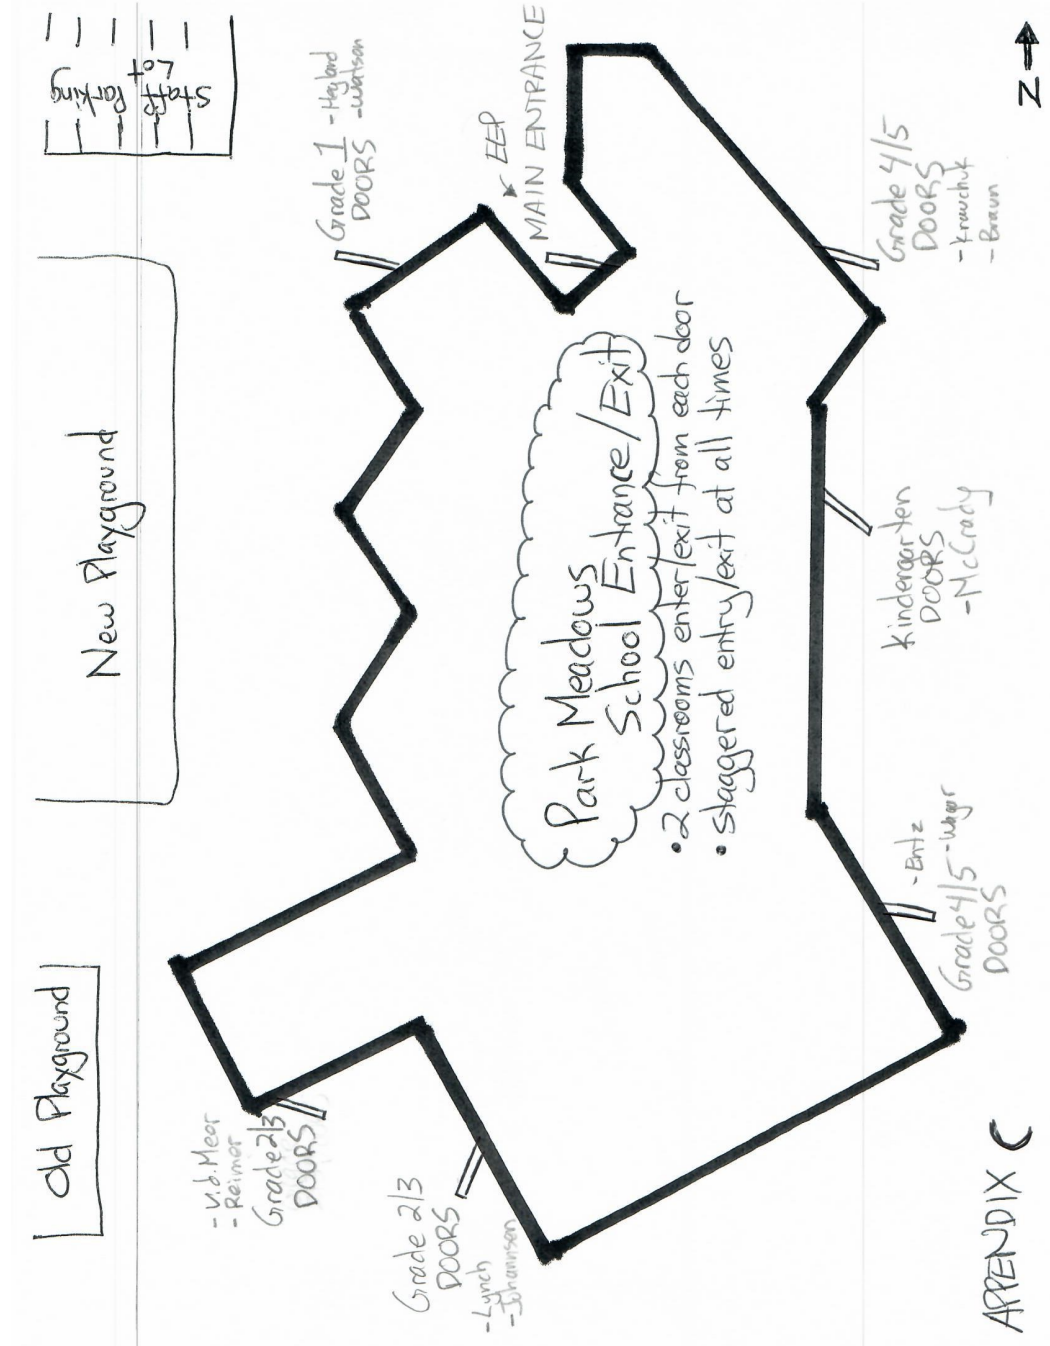 Old Playground
New Playground
Staff Parking
Lot
- V.d.Meer
- Reimer
Grade 2/3
DOORS
Grade 1
DOORS
- Watson
Grade 2/3
DOORS
- Lynch
- Johannsen
EEP
MAIN ENTRANCE
Park Meadows
School Entrance/Exit
• 2 classrooms enter/exit from each door
• Staggered entry/exit at all times
- Entz
Grade 4/5
DOORS
Kindergarten
DOORS
- McCrady
Grade 4/5
DOORS
- Krawchuk
- Braun
APPENDIX C
N